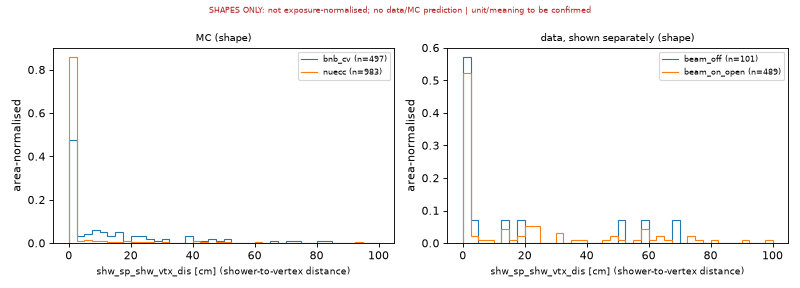 SHAPES ONLY: not exposure-normalised; no data/MC prediction | unit/meaning to be confirmed
MC (shape)
bnb_cv (n=497)
nuecc (n=983)
area-normalised
0.8
0.6
0.4
0.2
0.0
0 20 40 60 80 100
shw_sp_shw_vtx_dis [cm] (shower-to-vertex distance)
data, shown separately (shape)
beam_off (n=101)
beam_on_open (n=489)
area-normalised
0.6
0.5
0.4
0.3
0.2
0.1
0.0
0 20 40 60 80 100
shw_sp_shw_vtx_dis [cm] (shower-to-vertex distance)